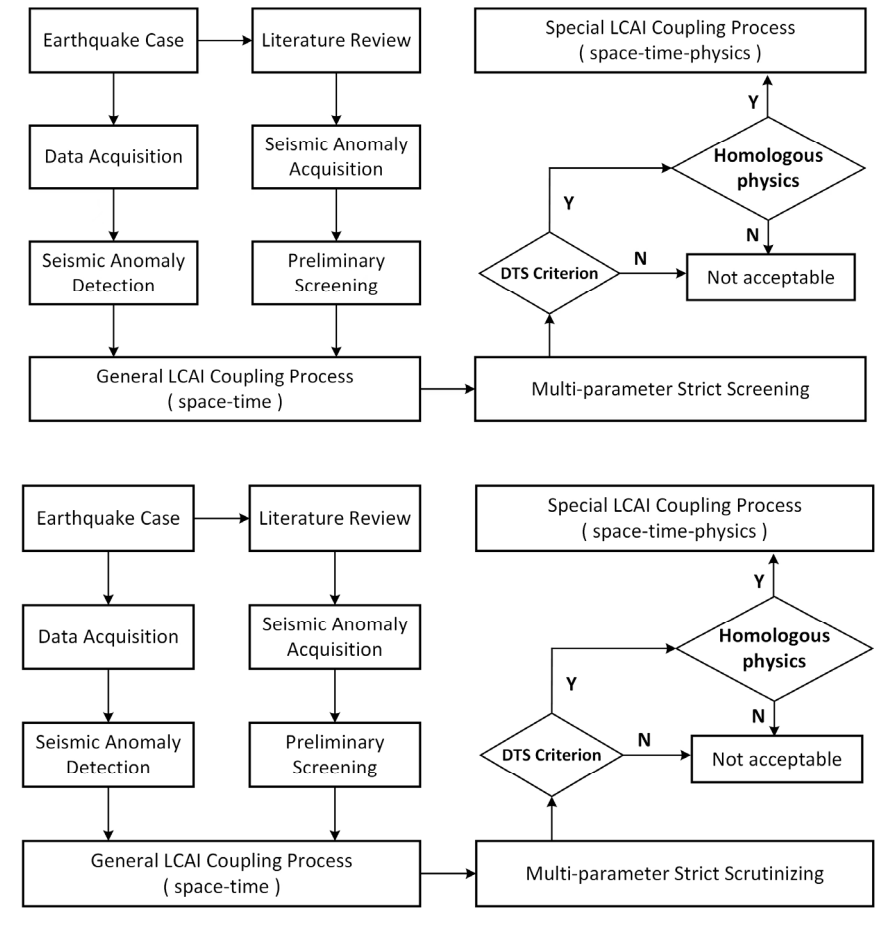 Earthquake Case
Literature Review
Data Acquisition
Seismic Anomaly
Acquisition
Seismic Anomaly
Detection
Preliminary
Screening
General LCAI Coupling Process
( space-time )
Special LCAI Coupling Process
( space-time-physics )
Y
Homologous
physics
Y
N
DTS Criterion
N
Not acceptable
Multi-parameter Strict Screening
Earthquake Case
Literature Review
Data Acquisition
Seismic Anomaly
Acquisition
Seismic Anomaly
Detection
Preliminary
Screening
General LCAI Coupling Process
( space-time )
Special LCAI Coupling Process
( space-time-physics )
Y
Homologous
physics
Y
N
DTS Criterion
N
Not acceptable
Multi-parameter Strict Scrutinizing